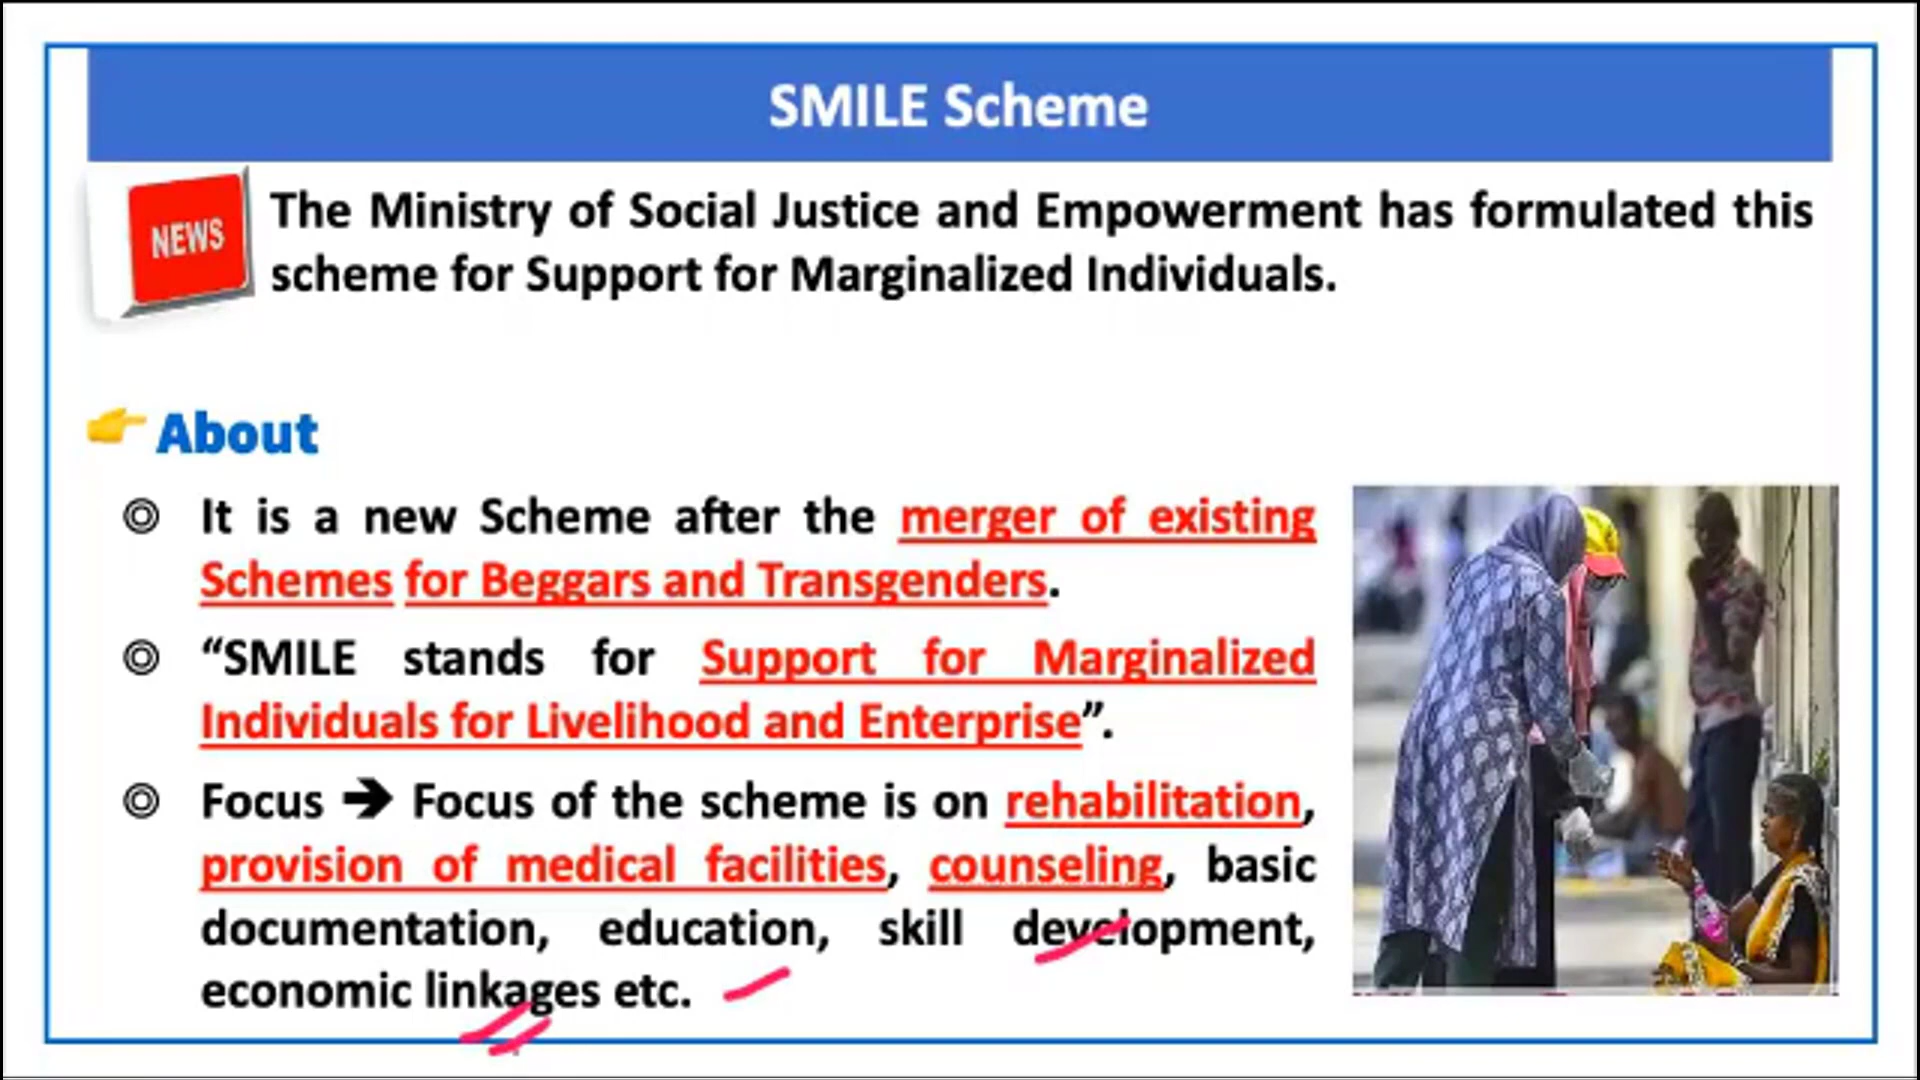 SMILE Scheme
NEWS
The Ministry of Social Justice and Empowerment has formulated this
scheme for Support for Marginalized Individuals.
About
It is a new Scheme after the merger of existing
Schemes for Beggars and Transgenders.
“SMILE stands for Support for Marginalized
Individuals for Livelihood and Enterprise”.
Focus ➔ Focus of the scheme is on rehabilitation,
provision of medical facilities, counseling, basic
documentation, education, skill development,
economic linkages etc.